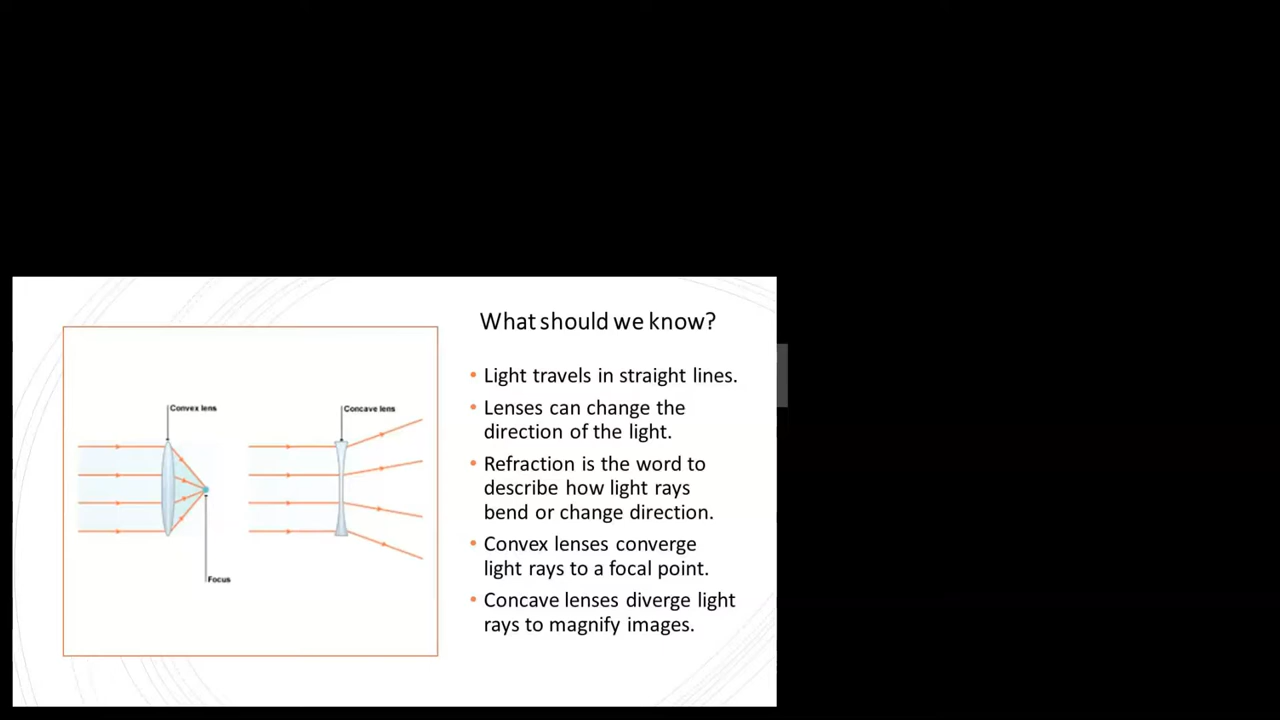 What should we know?
Convex lens
Concave lens
Focus
• Light travels in straight lines.
• Lenses can change the
direction of the light.
• Refraction is the word to
describe how light rays
bend or change direction.
• Convex lenses converge
light rays to a focal point.
• Concave lenses diverge light
rays to magnify images.